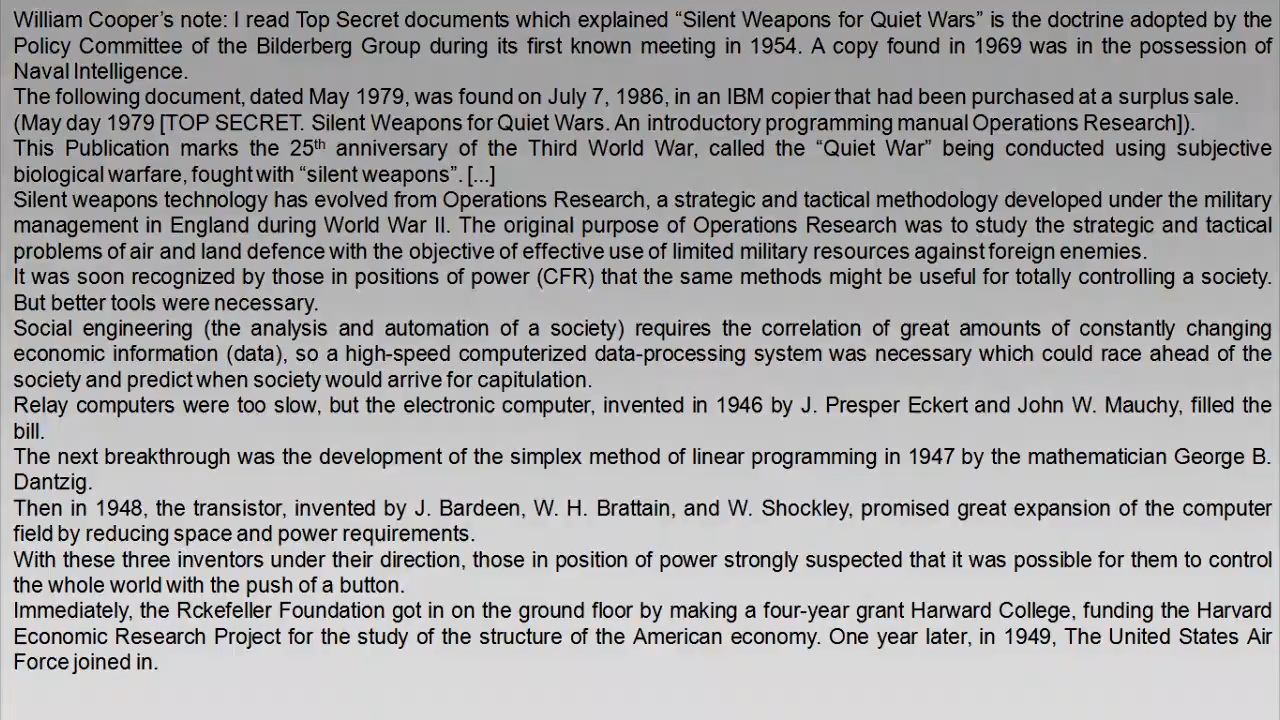 William Cooper’s note: I read Top Secret documents which explained “Silent Weapons for Quiet Wars” is the doctrine adopted by the
Policy Committee of the Bilderberg Group during its first known meeting in 1954. A copy found in 1969 was in the possession of
Naval Intelligence.
The following document, dated May 1979, was found on July 7, 1986, in an IBM copier that had been purchased at a surplus sale.
(May day 1979 [TOP SECRET. Silent Weapons for Quiet Wars. An introductory programming manual Operations Research]).
This Publication marks the 25th anniversary of the Third World War, called the “Quiet War” being conducted using subjective
biological warfare, fought with “silent weapons”. [...]
Silent weapons technology has evolved from Operations Research, a strategic and tactical methodology developed under the military
management in England during World War II. The original purpose of Operations Research was to study the strategic and tactical
problems of air and land defence with the objective of effective use of limited military resources against foreign enemies.
It was soon recognized by those in positions of power (CFR) that the same methods might be useful for totally controlling a society.
But better tools were necessary.
Social engineering (the analysis and automation of a society) requires the correlation of great amounts of constantly changing
economic information (data), so a high-speed computerized data-processing system was necessary which could race ahead of the
society and predict when society would arrive for capitulation.
Relay computers were too slow, but the electronic computer, invented in 1946 by J. Presper Eckert and John W. Mauchy, filled the
bill.
The next breakthrough was the development of the simplex method of linear programming in 1947 by the mathematician George B.
Dantzig.
Then in 1948, the transistor, invented by J. Bardeen, W. H. Brattain, and W. Shockley, promised great expansion of the computer
field by reducing space and power requirements.
With these three inventors under their direction, those in position of power strongly suspected that it was possible for them to control
the whole world with the push of a button.
Immediately, the Rckefeller Foundation got in on the ground floor by making a four-year grant Harward College, funding the Harvard
Economic Research Project for the study of the structure of the American economy. One year later, in 1949, The United States Air
Force joined in.